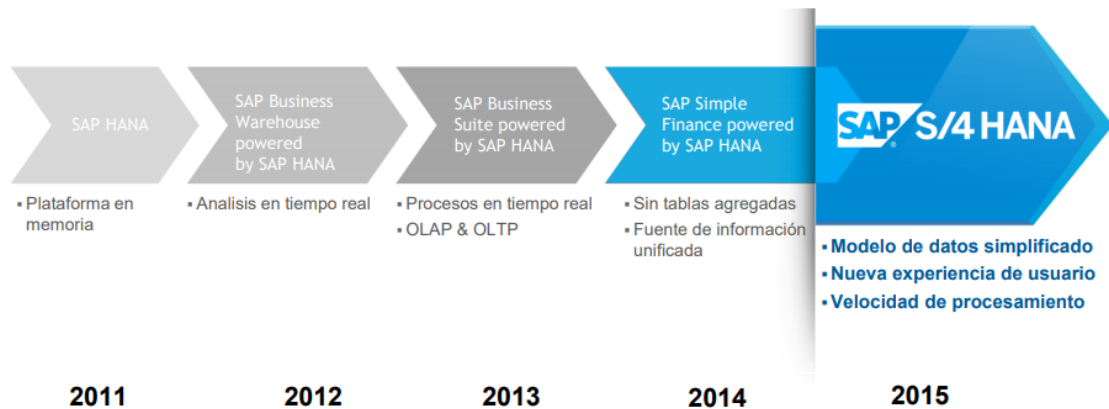 SAP HANA
▪ Plataforma en
memoria
SAP Business
Warehouse
powered
by SAP HANA
▪ Analisis en tiempo real
SAP Business
Suite powered
by SAP HANA
▪ Procesos en tiempo real
▪ OLAP & OLTP
SAP Simple
Finance powered
by SAP HANA
▪ Sin tablas agregadas
▪ Fuente de información
unificada
SAP® S/4 HANA
▪ Modelo de datos simplificado
▪ Nueva experiencia de usuario
▪ Velocidad de procesamiento
2011
2012
2013
2014
2015